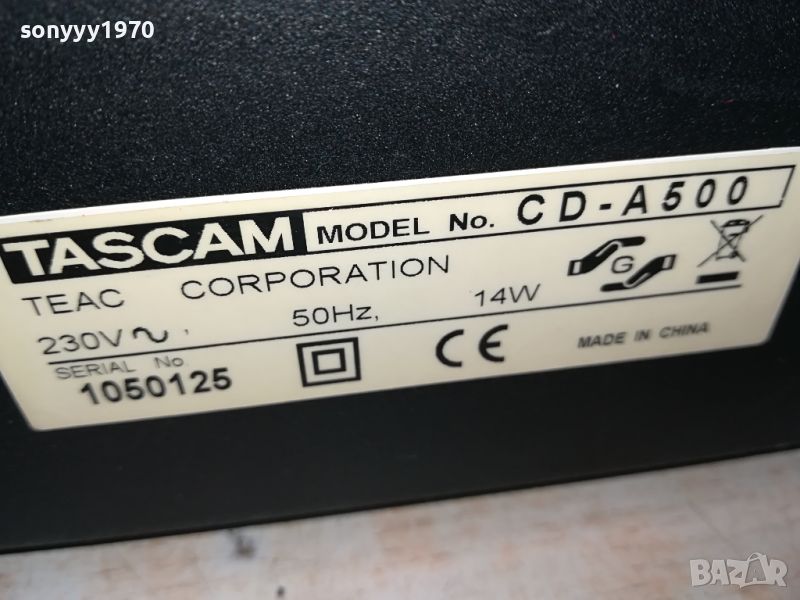 sonyyy1970
TASCAM MODEL No. CD-A500
TEAC CORPORATION
230V ~, 50Hz, 14W
G
SERIAL No.
1050125
CE
MADE IN CHINA
BAZAR